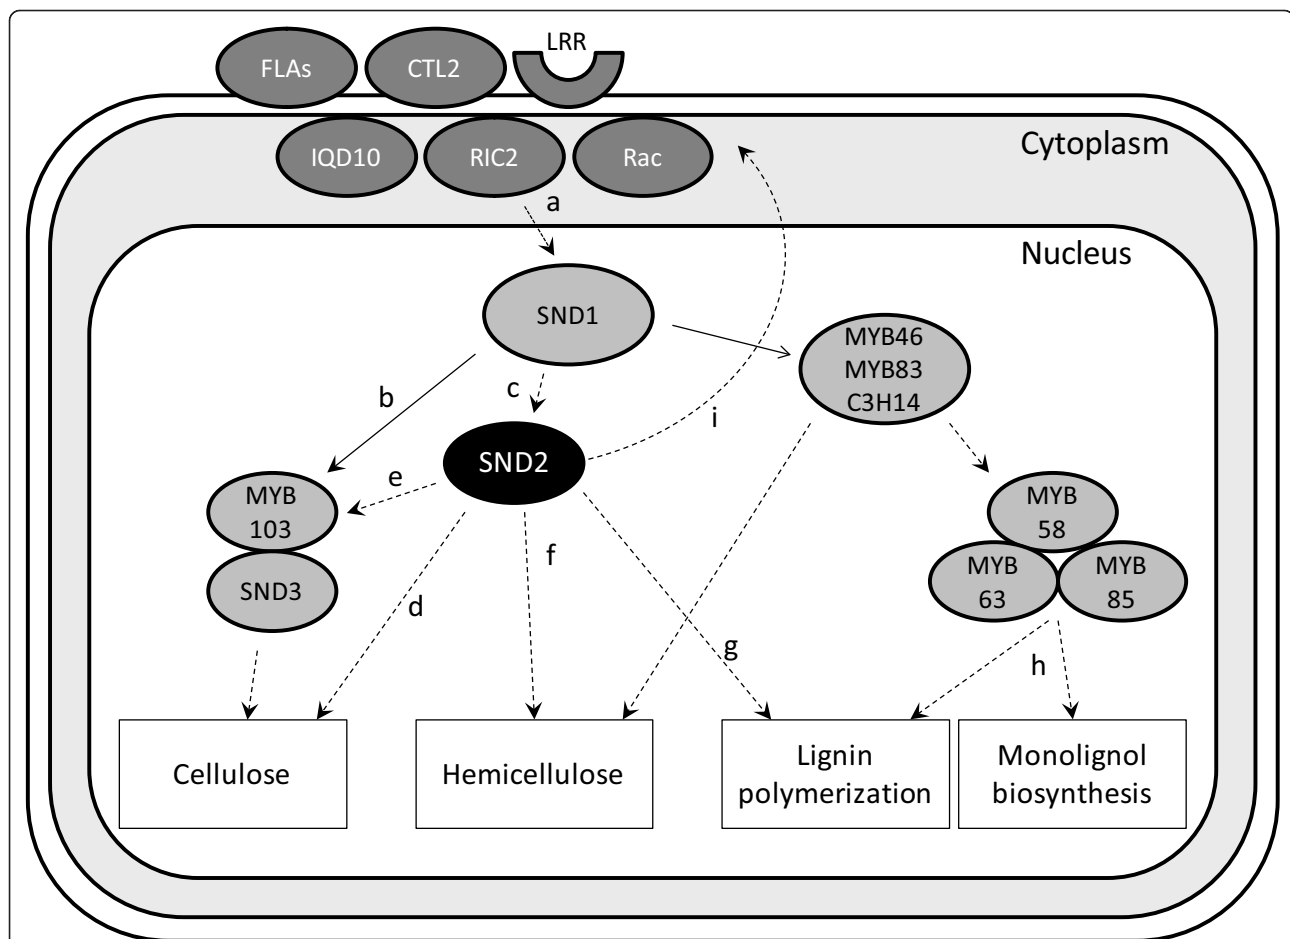 LRR
FLAs
CTL2
IQD10
RIC2
Rac
Cytoplasm
a
Nucleus
SND1
MYB46
MYB83
C3H14
b
c
i
SND2
e
MYB
103
MYB
58
f
SND3
d
MYB
63
MYB
85
g
h
Cellulose
Hemicellulose
Lignin
polymerization
Monolignol
biosynthesis